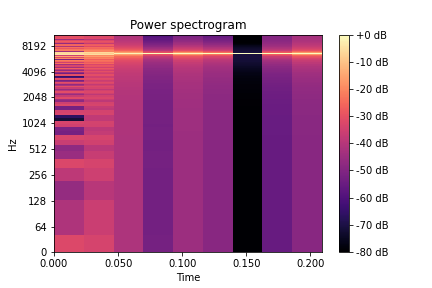 Power spectrogram
Hz
8192
4096
2048
1024
512
256
128
64
0
0.000
0.050
0.100
0.150
0.200
Time
+0 dB
-10 dB
-20 dB
-30 dB
-40 dB
-50 dB
-60 dB
-70 dB
-80 dB